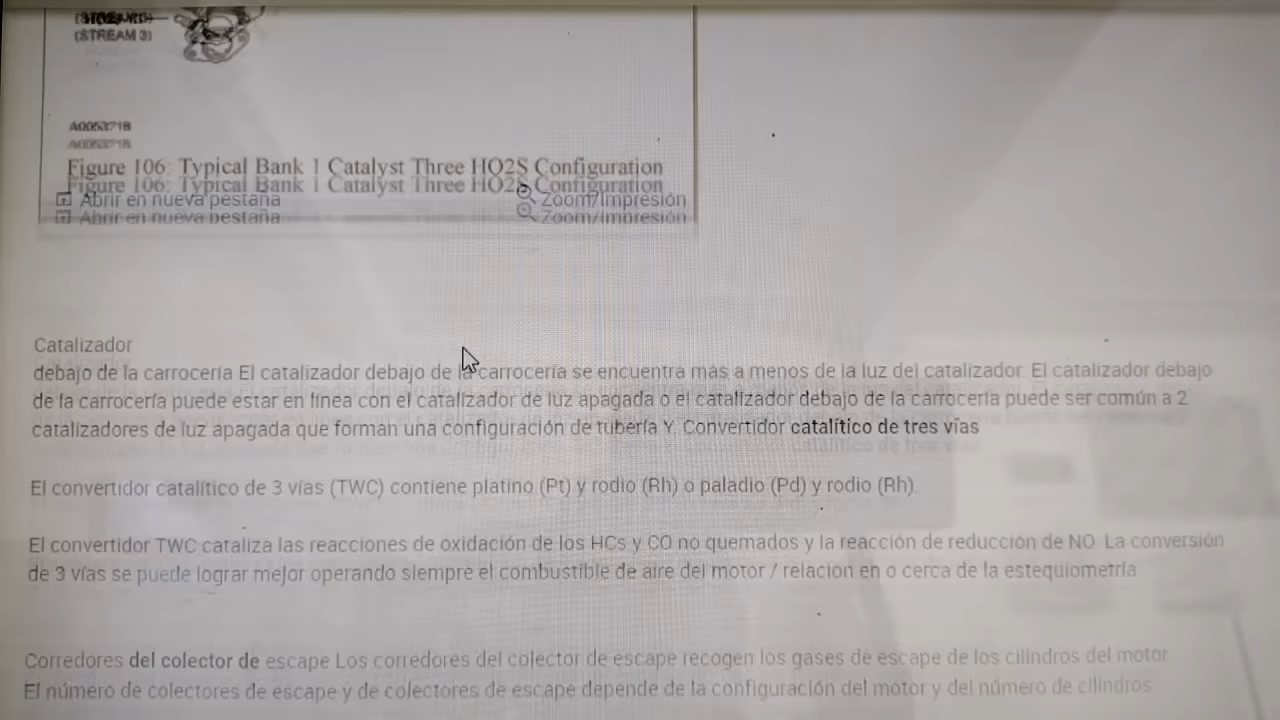 (STREAM 3)
A0053718
Figure 106: Typical Bank 1 Catalyst Three HO2S Configuration
Abrir en nueva pestaña Zoom/Impresión
Catalizador
debajo de la carrocería El catalizador debajo de la carrocería se encuentra más a menos de la luz del catalizador. El catalizador debajo
de la carrocería puede estar en línea con el catalizador de luz apagada o el catalizador debajo de la carrocería puede ser común a 2
catalizadores de luz apagada que forman una configuración de tubería Y. Convertidor catalítico de tres vías
El convertidor catalítico de 3 vías (TWC) contiene platino (Pt) y rodio (Rh) o paladio (Pd) y rodio (Rh).
El convertidor TWC cataliza las reacciones de oxidación de los HCs y CO no quemados y la reacción de reducción de NO. La conversión
de 3 vías se puede lograr mejor operando siempre el combustible de aire del motor / relación en o cerca de la estequiometría
Corredores del colector de escape Los corredores del colector de escape recogen los gases de escape de los cilindros del motor
El número de colectores de escape y de colectores de escape depende de la configuración del motor y del número de cilindros